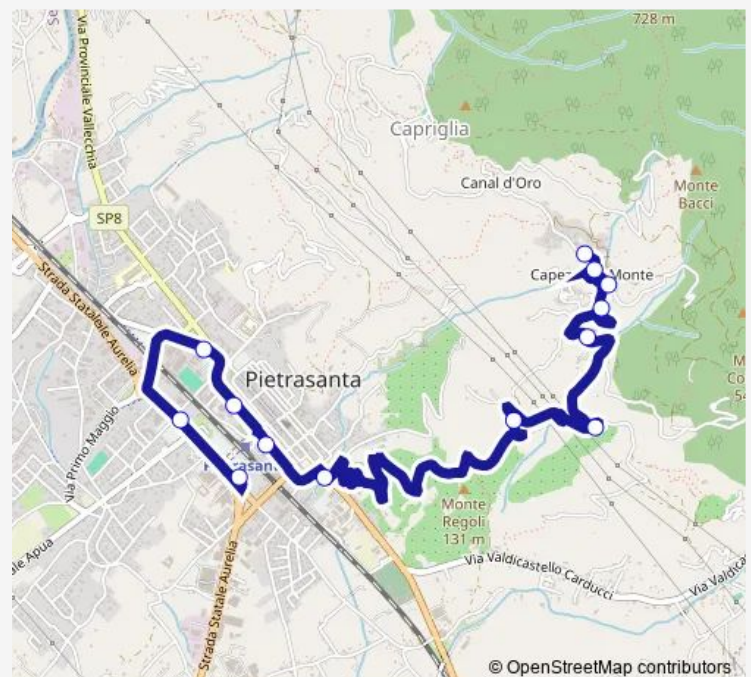 728 m
Via Provinciale Vallecchia
Capriglia
Canal d'Oro
Monte
Bacci
SP8
Monte
Strada Statale
Aurelia
Pietrasanta
Via Primo Maggio
Monte
Regoli
131 m
Via Valdicastello Carducci
Apua
Strada Statale Aurelia
© OpenStreetMap contributors